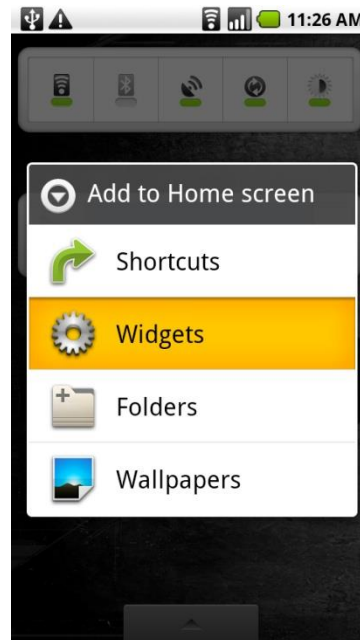 11:26 AM
Add to Home screen
Shortcuts
Widgets
Folders
Wallpapers